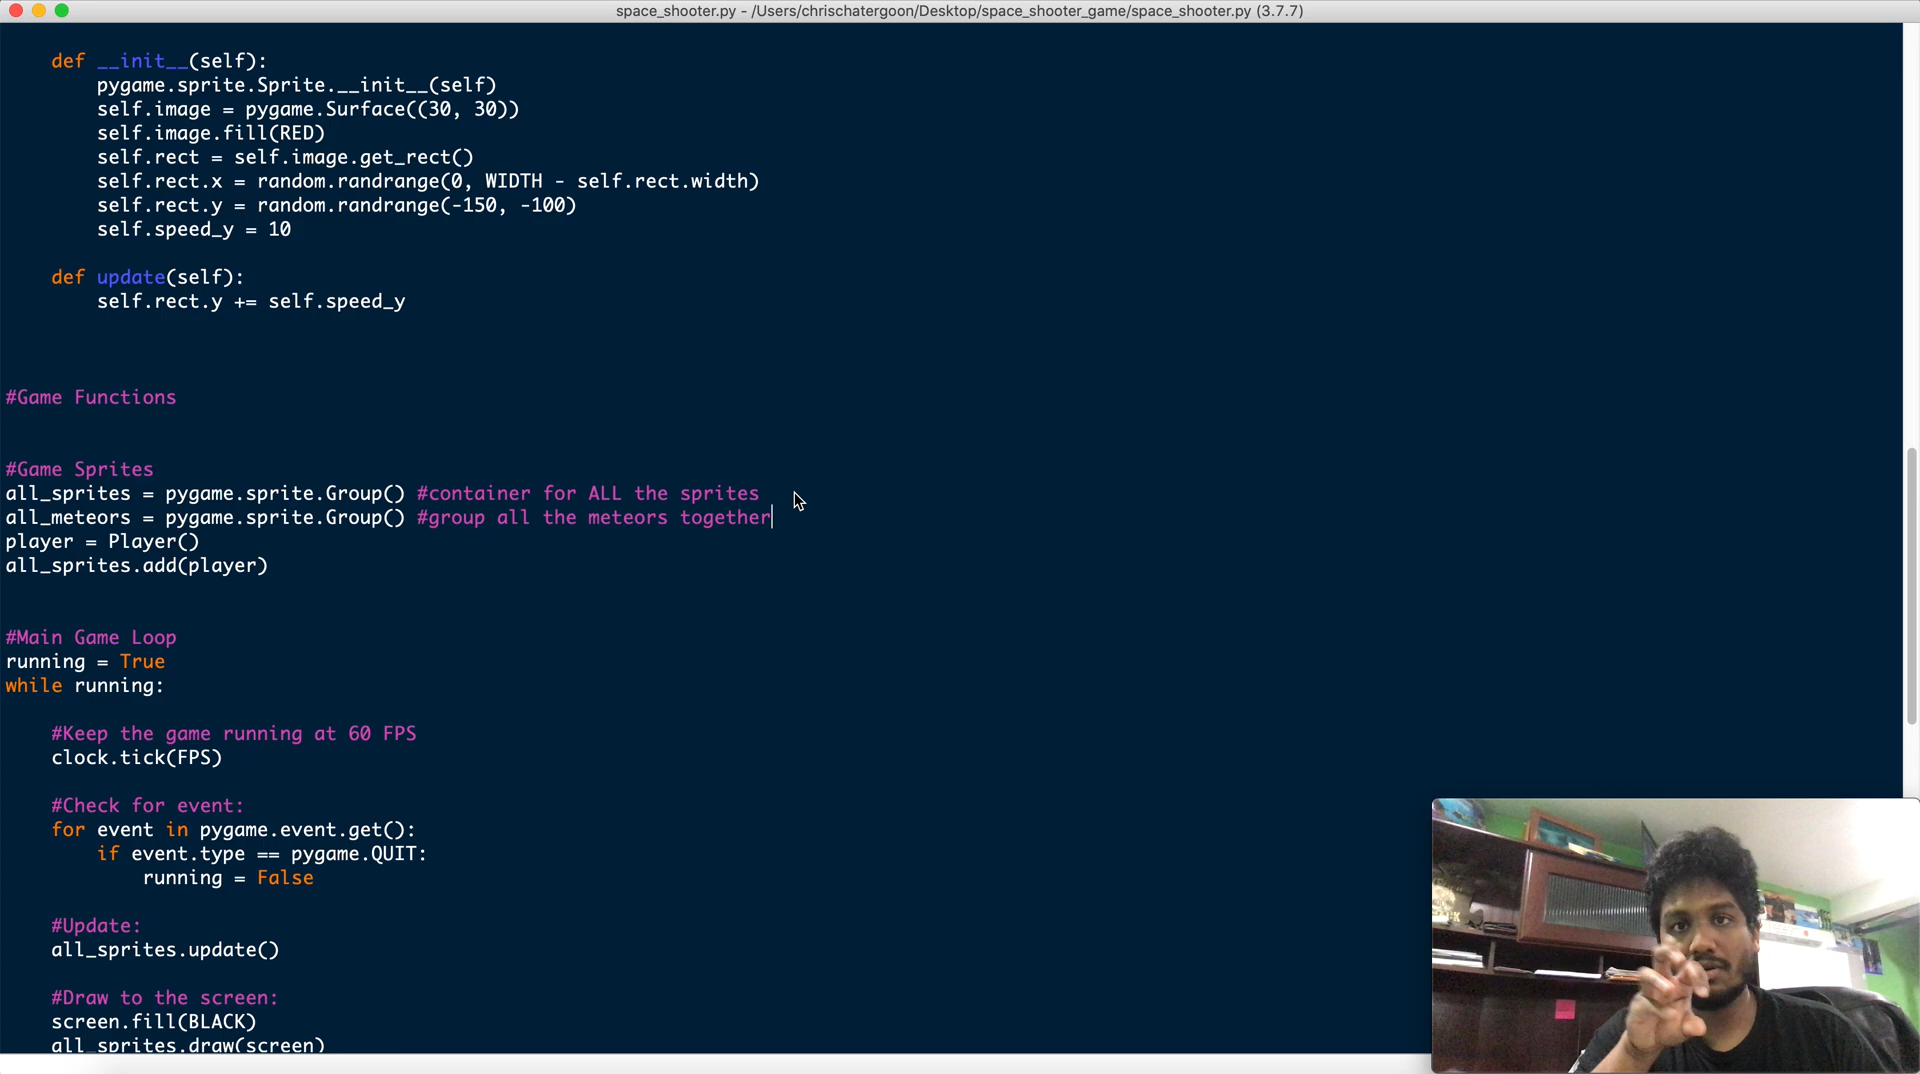 space_shooter.py - /Users/chrischatergoon/Desktop/space_shooter_game/space_shooter.py (3.7.7)
def __init__(self):
pygame.sprite.Sprite.__init__(self)
self.image = pygame.Surface((30, 30))
self.image.fill(RED)
self.rect = self.image.get_rect()
self.rect.x = random.randrange(0, WIDTH - self.rect.width)
self.rect.y = random.randrange(-150, -100)
self.speed_y = 10
def update(self):
self.rect.y += self.speed_y
#Game Functions
#Game Sprites
all_sprites = pygame.sprite.Group() #container for ALL the sprites
all_meteors = pygame.sprite.Group() #group all the meteors together
player = Player()
all_sprites.add(player)
#Main Game Loop
running = True
while running:
#Keep the game running at 60 FPS
clock.tick(FPS)
#Check for event:
for event in pygame.event.get():
if event.type == pygame.QUIT:
running = False
#Update:
all_sprites.update()
#Draw to the screen:
screen.fill(BLACK)
all_sprites.draw(screen)